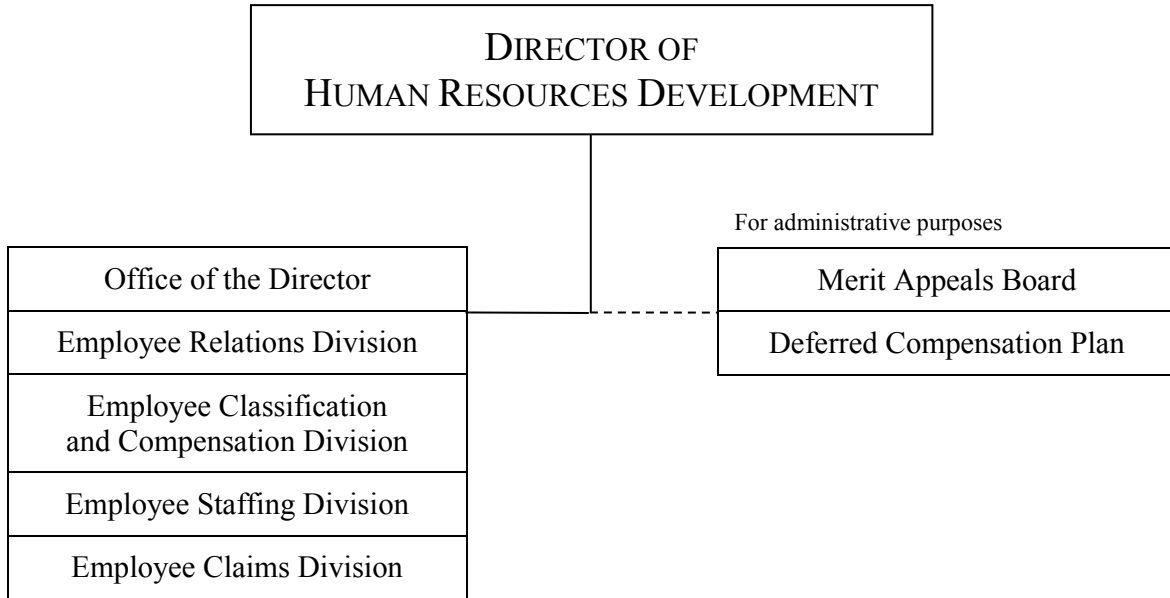 DIRECTOR OF
HUMAN RESOURCES DEVELOPMENT
For administrative purposes
Office of the Director
Employee Relations Division
Employee Classification
and Compensation Division
Employee Staffing Division
Employee Claims Division
Merit Appeals Board
Deferred Compensation Plan